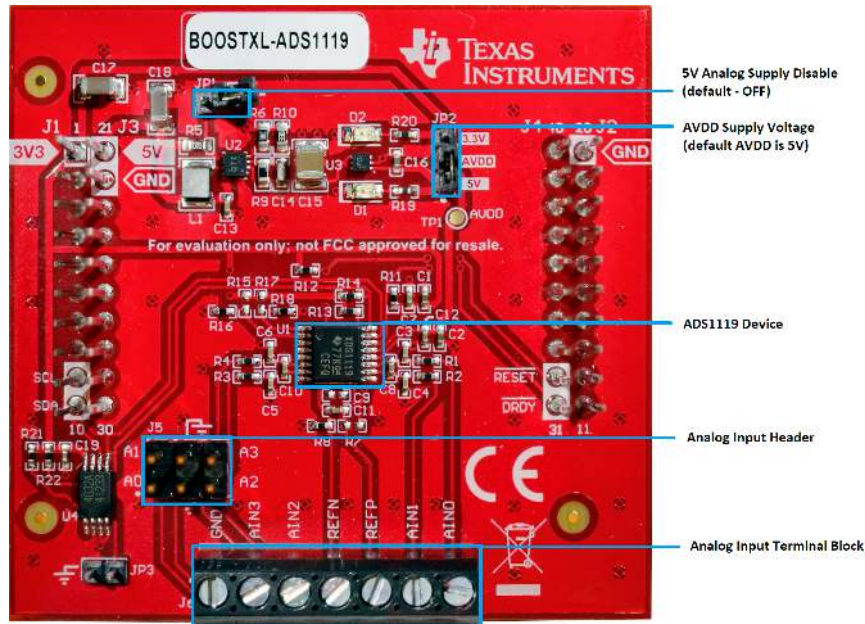 BOOSTXL-ADS1119
TEXAS
INSTRUMENTS
5V Analog Supply Disable
(default - OFF)
AVDD Supply Voltage
(default AVDD is 5V)
ADS1119 Device
Analog Input Header
Analog Input Terminal Block
C17
C18
JP1
R6 R10
D2
R20
JP2
3.3V
AVDD
5V
J1 1 21 J3
3V3
5V
GND
R5
U2
U3
C16
L1
R9 C14 C15
D1
R19
C13
TP1 AVDD
J2
GND
For evaluation only; not FCC approved for resale.
R12
R15 R17
R14
R11 C1
R16
R18
R13
C12
C6
U1
C3
C2
R4
R3
XDS1119
R1
R2
C5
C10
C8
C4
C9
C11
R8
R7
SCL
SDA
10 30
RESET
DRDY
31 11
R21
C19
R22
U4
J5
A1
A3
A0
A2
GND
AIN3
AIN2
REFN
REFP
AIN1
AIN0
CE
JP3
J6